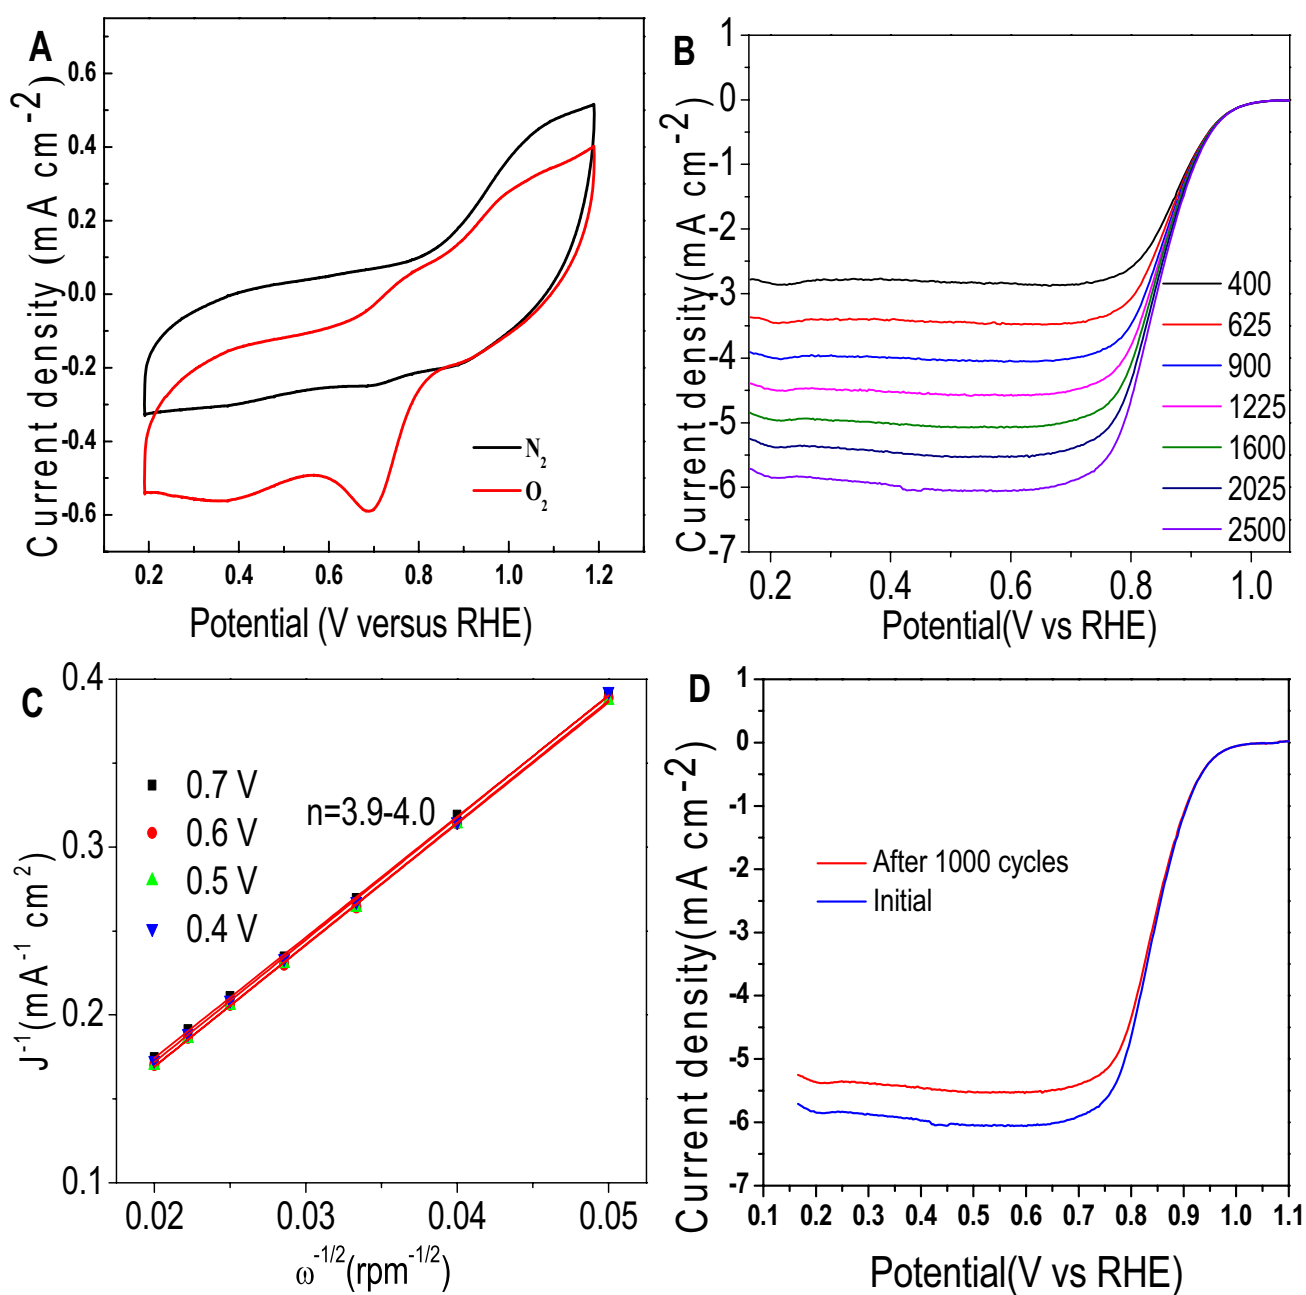 A
Current density (mA cm-2)
0.6
0.4
0.2
0.0
-0.2
-0.4
-0.6
N2
O2
0.2 0.4 0.6 0.8 1.0 1.2
Potential (V versus RHE)
B
Current density(mA cm-2)
1
0
-1
-2
-3
-4
-5
-6
-7
400
625
900
1225
1600
2025
2500
0.2 0.4 0.6 0.8 1.0
Potential(V vs RHE)
C
J-1(mA-1 cm2)
0.4
0.3
0.2
0.1
0.7 V
0.6 V
0.5 V
0.4 V
n=3.9-4.0
0.02 0.03 0.04 0.05
ω-1/2(rpm-1/2)
D
Current density(mA cm-2)
1
0
-1
-2
-3
-4
-5
-6
-7
After 1000 cycles
Initial
0.1 0.2 0.3 0.4 0.5 0.6 0.7 0.8 0.9 1.0 1.1
Potential(V vs RHE)